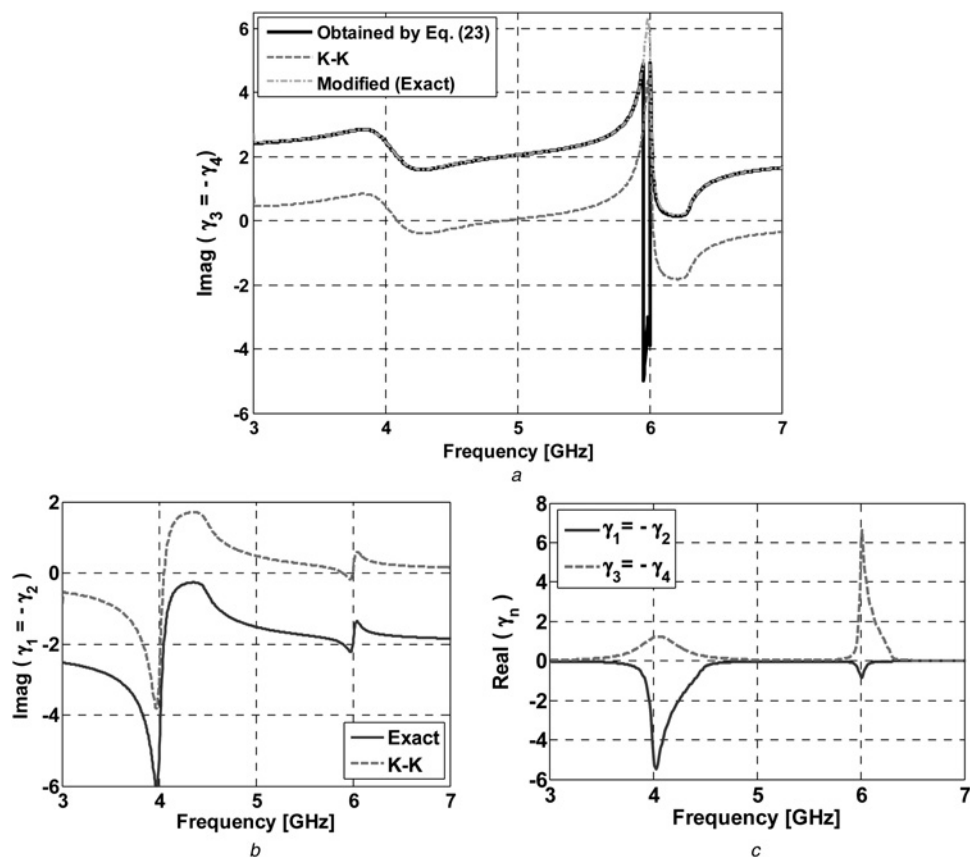 6
4
2
0
-2
-4
-6
Imag ( γ3 = - γ4)
Obtained by Eq. (23)
K-K
Modified (Exact)
3 4 5 6 7
Frequency [GHz]
a
2
0
-2
-4
-6
Imag ( γ1 = - γ2)
Exact
K-K
3 4 5 6 7
Frequency [GHz]
b
8
6
4
2
0
-2
-4
-6
Real ( γn)
γ1 = - γ2
γ3 = - γ4
3 4 5 6 7
Frequency [GHz]
c